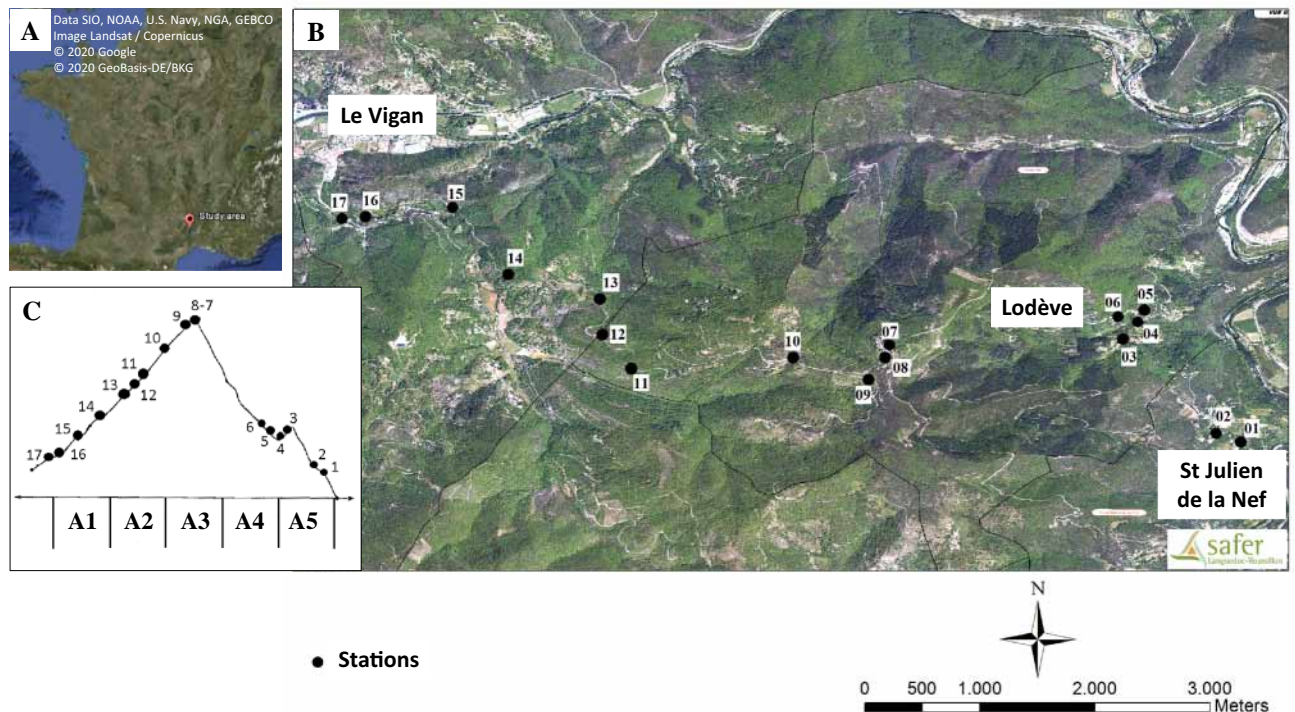 A
Data SIO, NOAA, U.S. Navy, NGA, GEBCO
Image Landsat / Copernicus
© 2020 Google
© 2020 GeoBasis-DE/BKG
Study area
B
Le Vigan
17
16
15
14
13
12
11
10
09
08
07
Lodève
06
05
04
03
02
01
St Julien
de la Nef
safer
Languedoc-Roussillon
C
8-7
9
10
11
12
13
14
15
16
17
6
5
4
3
2
1
A1
A2
A3
A4
A5
Stations
N
0 500 1.000 2.000 3.000
Meters